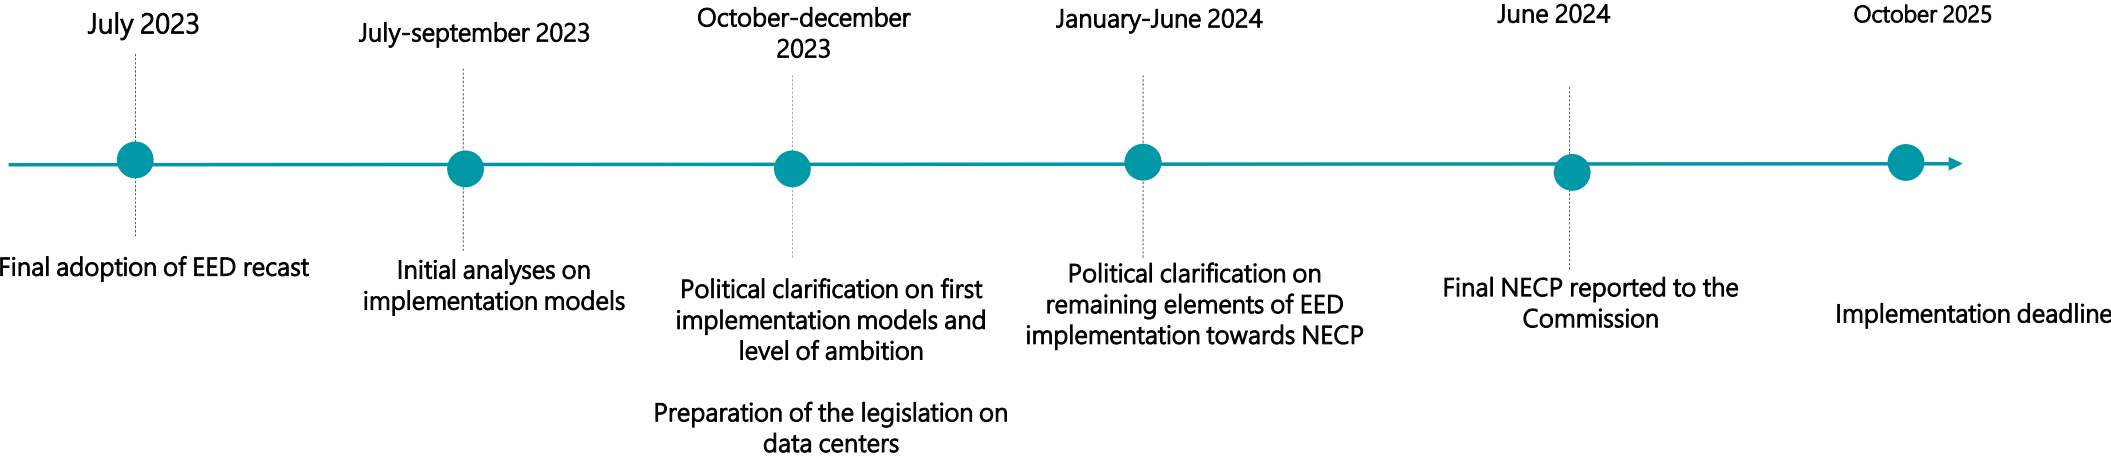 July 2023
Final adoption of EED recast
July-september 2023
Initial analyses on
implementation models
October-december
2023
Political clarification on first
implementation models and
level of ambition
Preparation of the legislation on
data centers
January-June 2024
Political clarification on
remaining elements of EED
implementation towards NECP
June 2024
Final NECP reported to the
Commission
October 2025
Implementation deadline